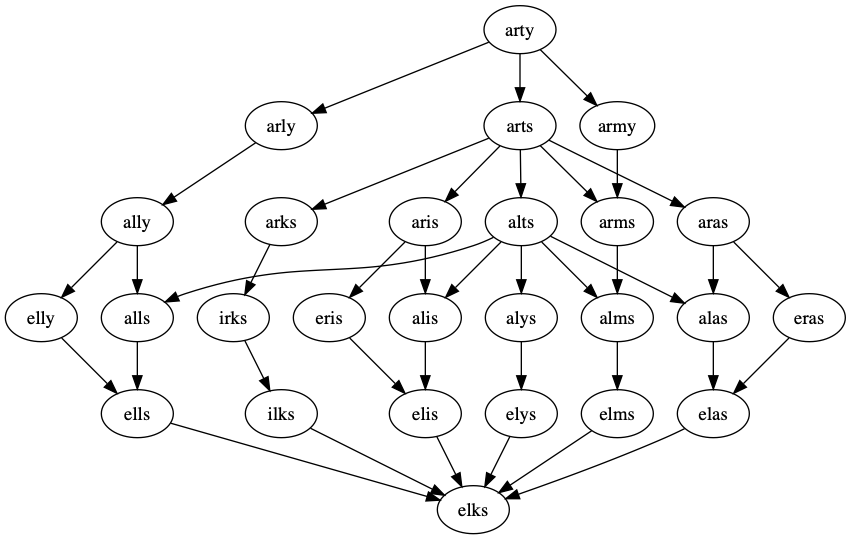 arty
arly arts army
ally arks aris alts arms aras
elly alls irks eris alis alys alms alas eras
ells ilks elis elys elms elas
elks